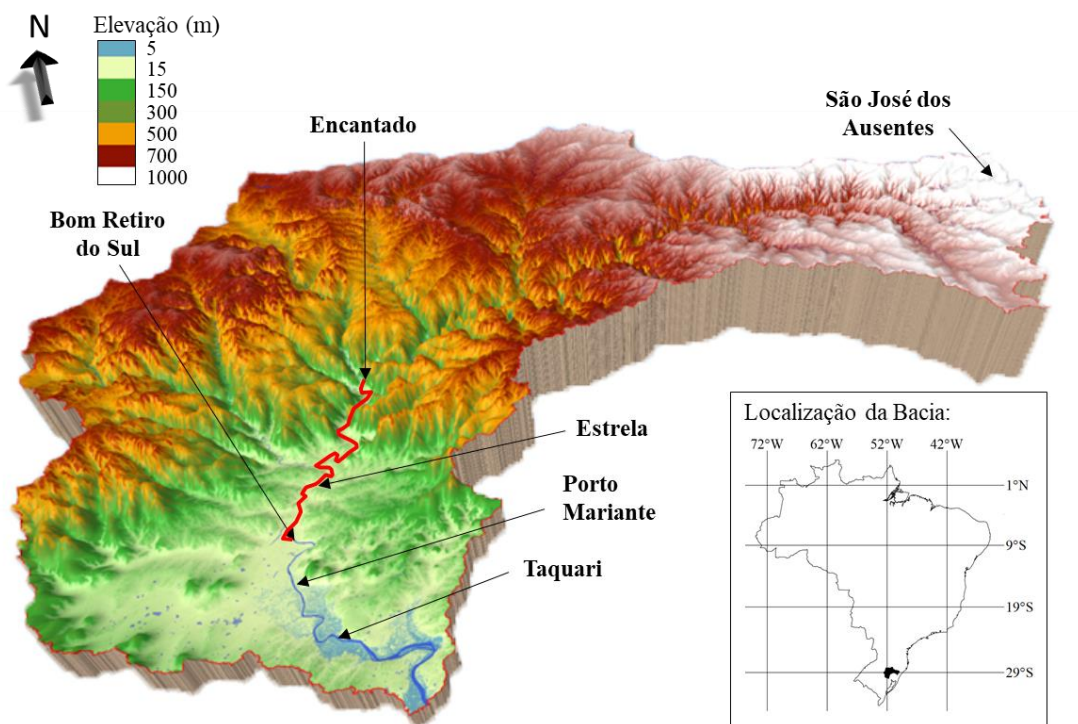 N
Elevação (m)
5
15
150
300
500
700
1000
Encantado
São José dos
Ausentes
Bom Retiro
do Sul
Estrela
Porto
Mariante
Taquari
Localização da Bacia:
72°W 62°W 52°W 42°W
1°N
9°S
19°S
29°S